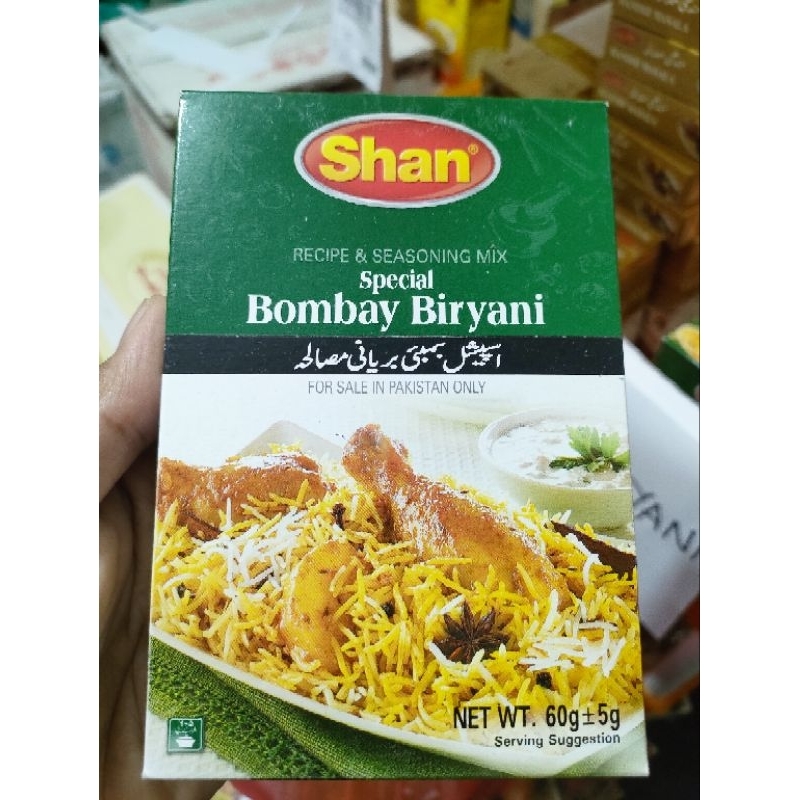 Shan®
RECIPE & SEASONING MIX
Special
Bombay Biryani
اسپیشل بمبئی بریانی مصالحہ
FOR SALE IN PAKISTAN ONLY
NET WT. 60g±5g
Serving Suggestion